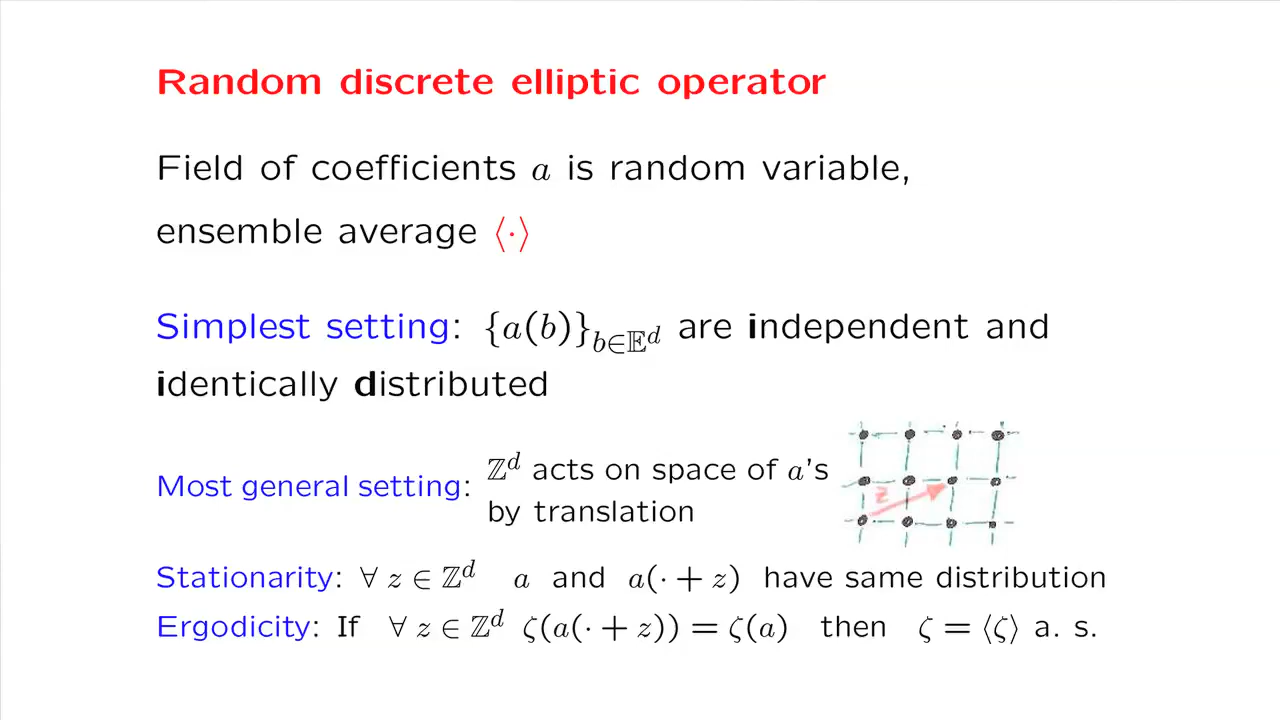 Random discrete elliptic operator
Field of coefficients a is random variable,
ensemble average ⟨·⟩
Simplest setting: {a(b)}_{b∈𝔼^d} are independent and
identically distributed
Most general setting: ℤ^d acts on space of a's
by translation
z
Stationarity: ∀ z ∈ ℤ^d a and a(· + z) have same distribution
Ergodicity: If ∀ z ∈ ℤ^d ζ(a(· + z)) = ζ(a) then ζ = ⟨ζ⟩ a. s.